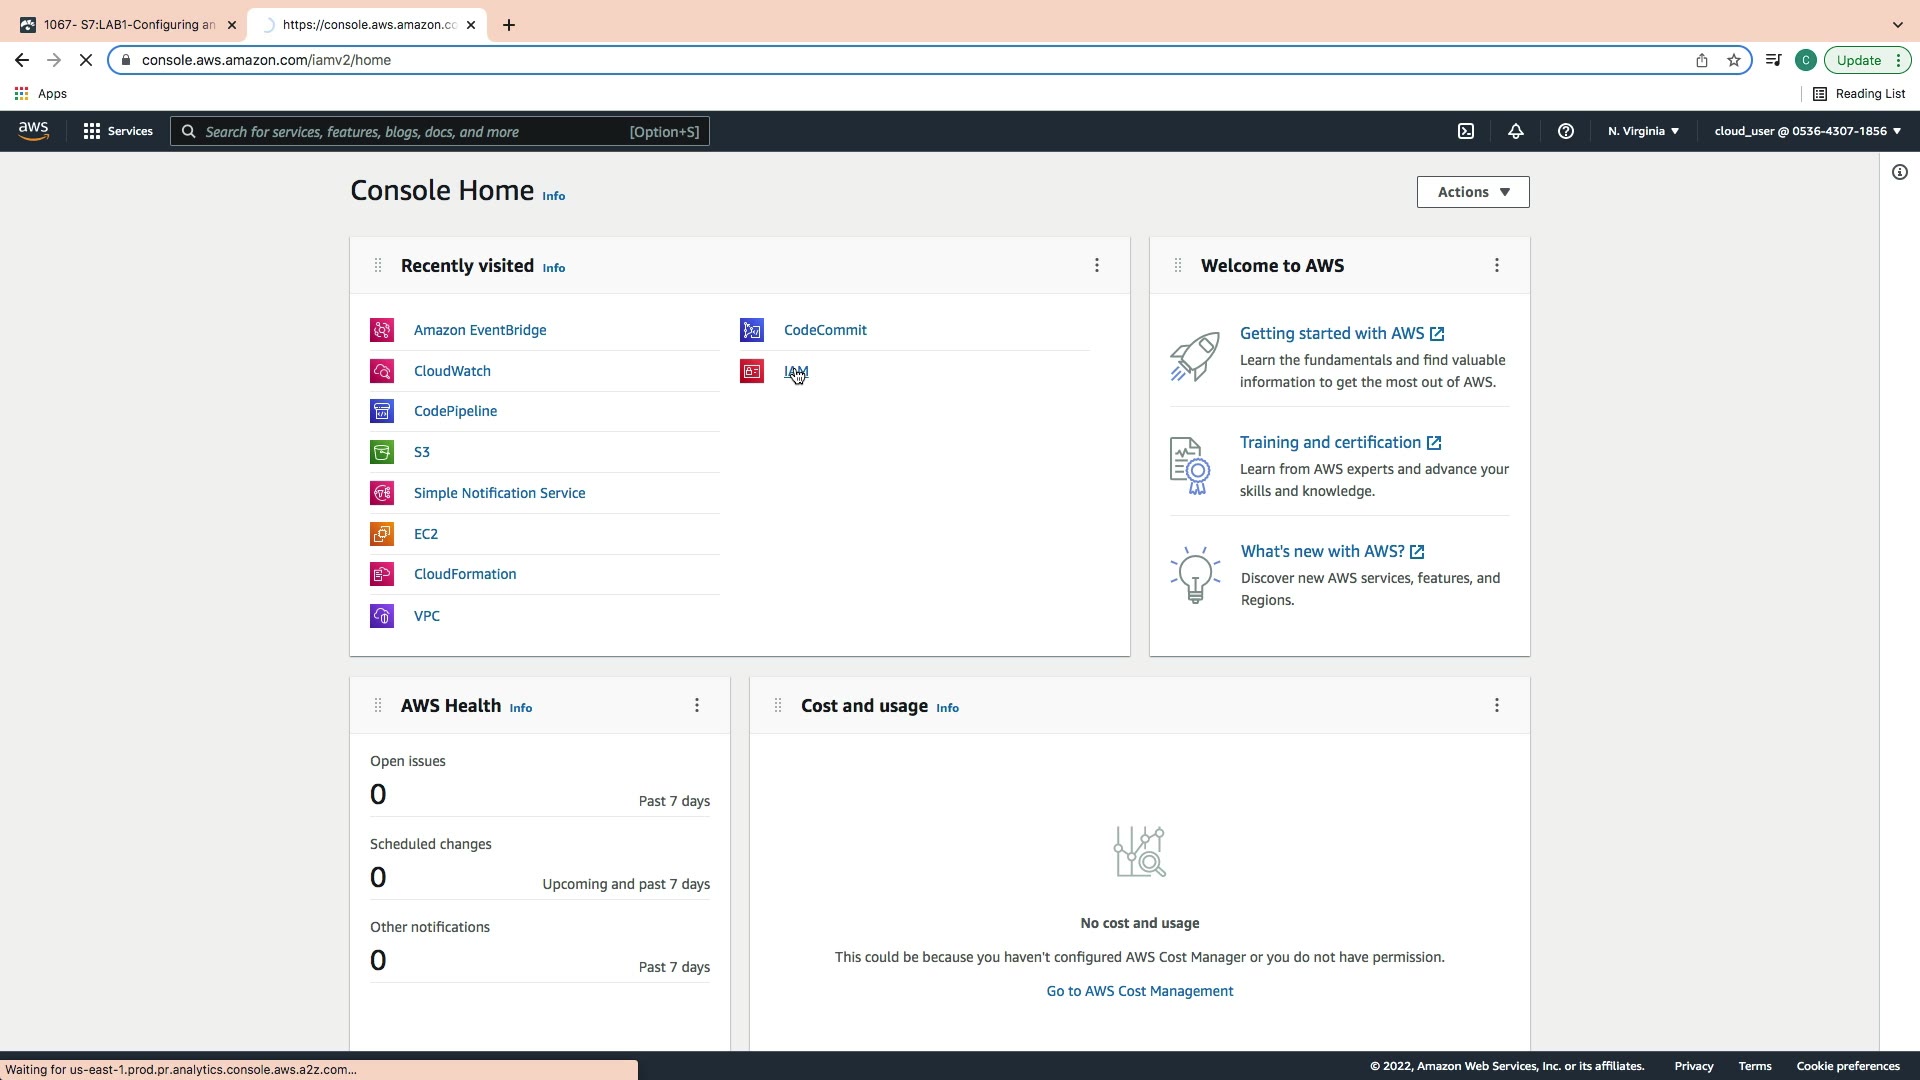 1067- S7:LAB1-Configuring an
https://console.aws.amazon.co
console.aws.amazon.com/iamv2/home
C
Update
Apps
Reading List
aws
Services
Search for services, features, blogs, docs, and more
[Option+S]
N. Virginia
cloud_user @ 0536-4307-1856
Console Home Info
Actions
Recently visited Info
Amazon EventBridge
CloudWatch
CodePipeline
S3
Simple Notification Service
EC2
CloudFormation
VPC
CodeCommit
IAM
Welcome to AWS
Getting started with AWS
Learn the fundamentals and find valuable
information to get the most out of AWS.
Training and certification
Learn from AWS experts and advance your
skills and knowledge.
What's new with AWS?
Discover new AWS services, features, and
Regions.
AWS Health Info
Open issues
0
Past 7 days
Scheduled changes
0
Upcoming and past 7 days
Other notifications
0
Past 7 days
Cost and usage Info
No cost and usage
This could be because you haven't configured AWS Cost Manager or you do not have permission.
Go to AWS Cost Management
Waiting for us-east-1.prod.pr.analytics.console.aws.a2z.com...
© 2022, Amazon Web Services, Inc. or its affiliates.
Privacy
Terms
Cookie preferences